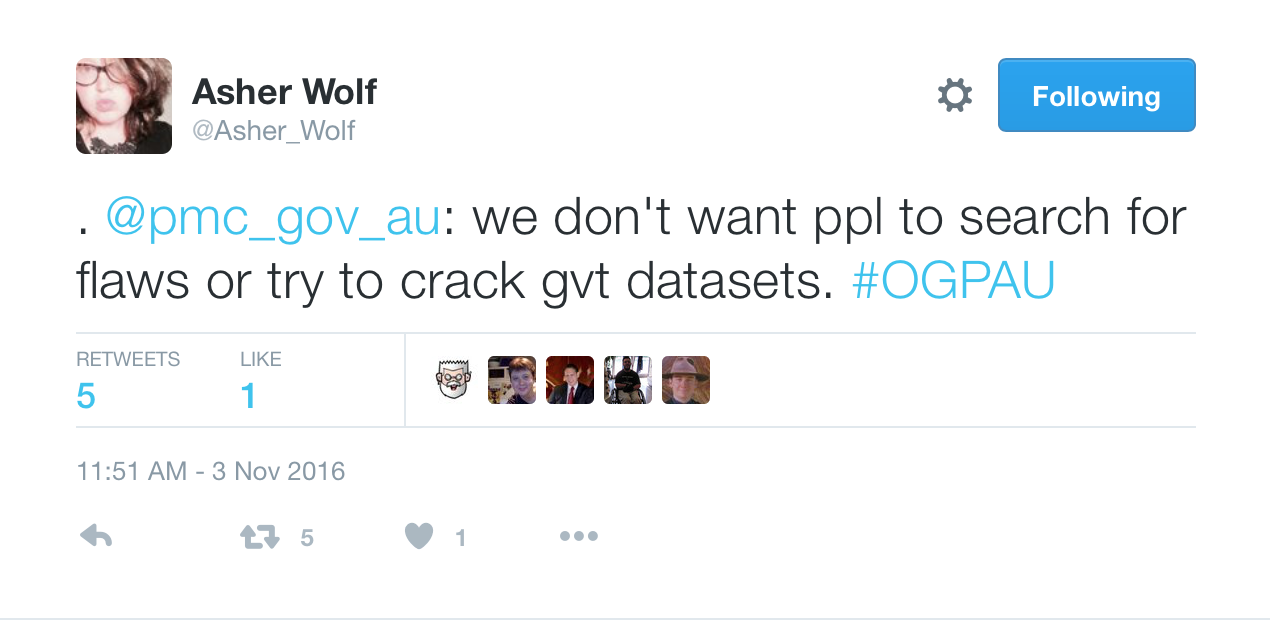 Asher Wolf
@Asher_Wolf
Following
. @pmc_gov_au: we don't want ppl to search for
flaws or try to crack gvt datasets. #OGPAU
RETWEETS LIKE
5 1
11:51 AM - 3 Nov 2016
5 1